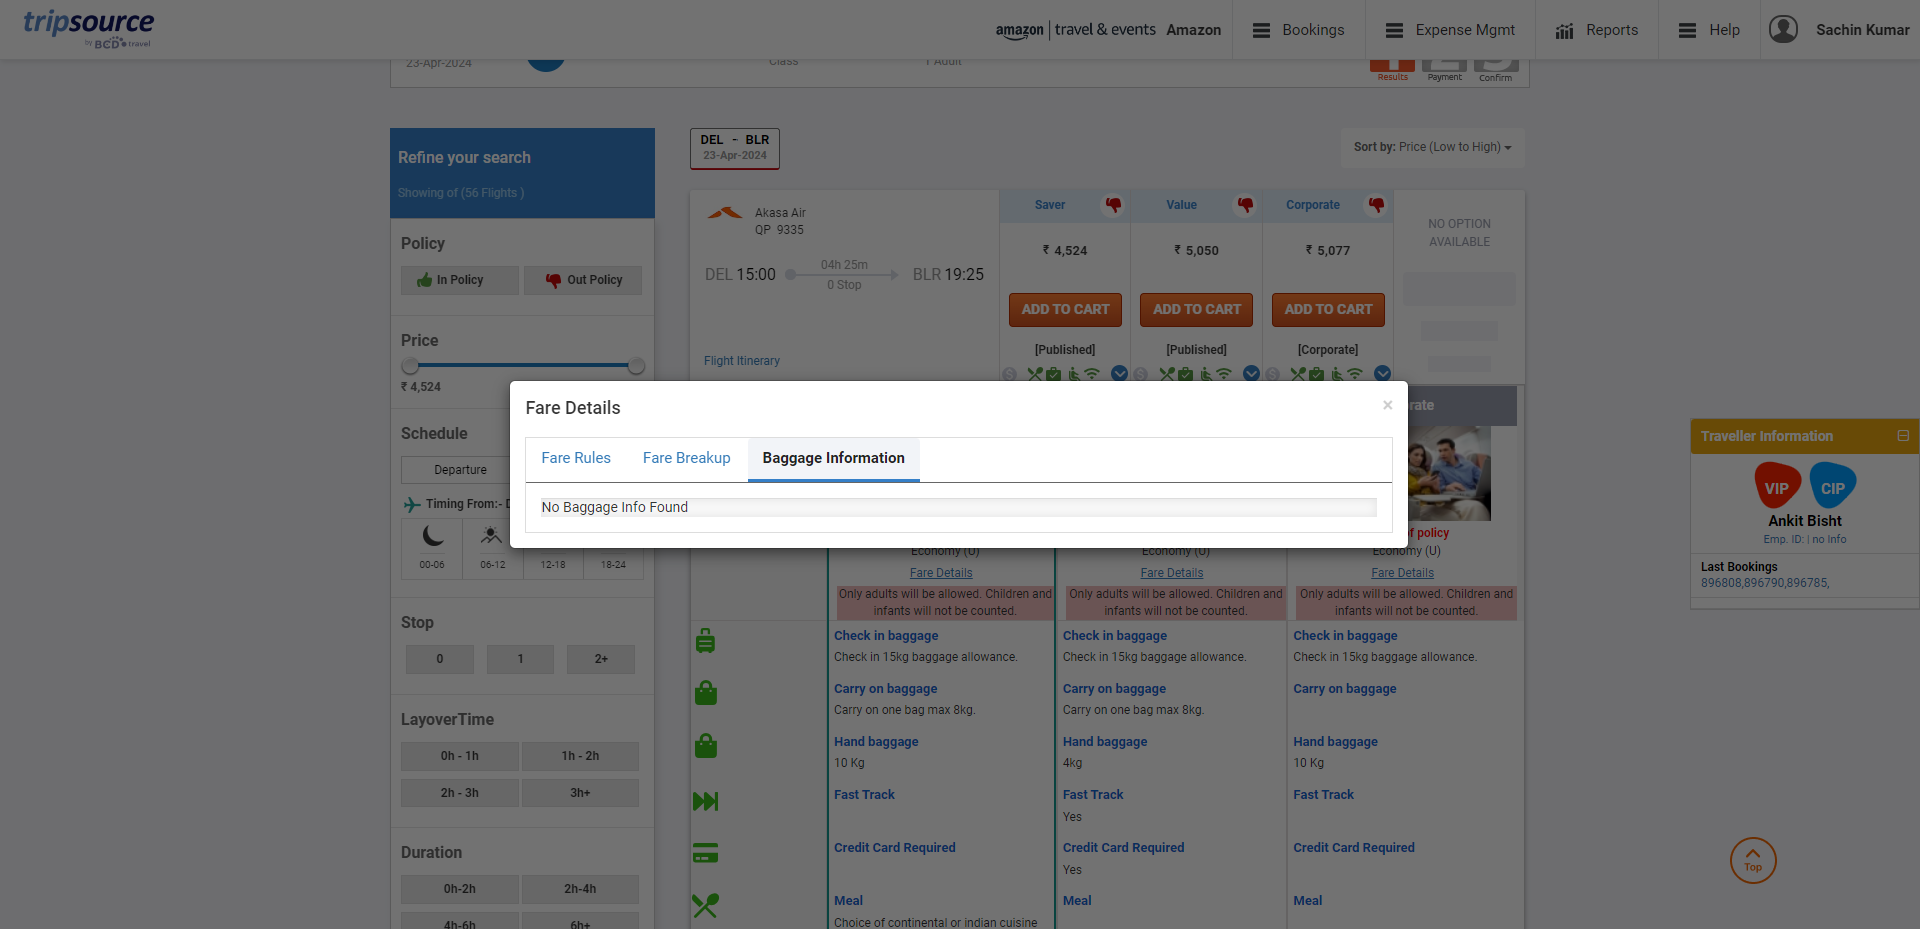 tripsource
by BCD travel
amazon | travel & events Amazon
Bookings
Expense Mgmt
Reports
Help
Sachin Kumar
23-Apr-2024
Class
1 Adult
Results
Payment
Confirm
Refine your search
Showing of (56 Flights )
Policy
In Policy
Out Policy
Price
₹ 4,524
Schedule
Departure
Timing From:- D
00-06
06-12
12-18
18-24
Stop
0
1
2+
LayoverTime
0h - 1h
1h - 2h
2h - 3h
3h+
Duration
0h-2h
2h-4h
4h-6h
6h+
DEL - BLR
23-Apr-2024
Sort by: Price (Low to High)
Akasa Air
QP 9335
DEL 15:00
04h 25m
0 Stop
BLR 19:25
Flight Itinerary
Saver
₹ 4,524
ADD TO CART
[Published]
Value
₹ 5,050
ADD TO CART
[Published]
Corporate
₹ 5,077
ADD TO CART
[Corporate]
NO OPTION
AVAILABLE
Fare Details
×
Fare Rules
Fare Breakup
Baggage Information
No Baggage Info Found
rate
of policy
Economy (U)
Fare Details
Only adults will be allowed. Children and
infants will not be counted.
Check in baggage
Check in 15kg baggage allowance.
Carry on baggage
Carry on one bag max 8kg.
Hand baggage
10 Kg
Fast Track
Credit Card Required
Meal
Choice of continental or indian cuisine
Economy (U)
Fare Details
Only adults will be allowed. Children and
infants will not be counted.
Check in baggage
Check in 15kg baggage allowance.
Carry on baggage
Carry on one bag max 8kg.
Hand baggage
4kg
Fast Track
Yes
Credit Card Required
Yes
Meal
Economy (U)
Fare Details
Only adults will be allowed. Children and
infants will not be counted.
Check in baggage
Check in 15kg baggage allowance.
Carry on baggage
Hand baggage
10 Kg
Fast Track
Credit Card Required
Meal
Traveller Information
VIP
CIP
Ankit Bisht
Emp. ID: | no Info
Last Bookings
896808,896790,896785,
Top